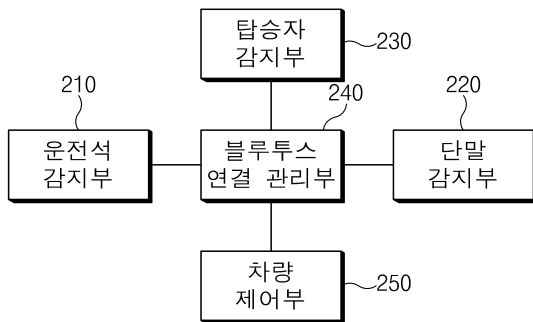 탑승자
감지부
230
210
240
220
운전석
감지부
블루투스
연결 관리부
단말
감지부
차량
제어부
250